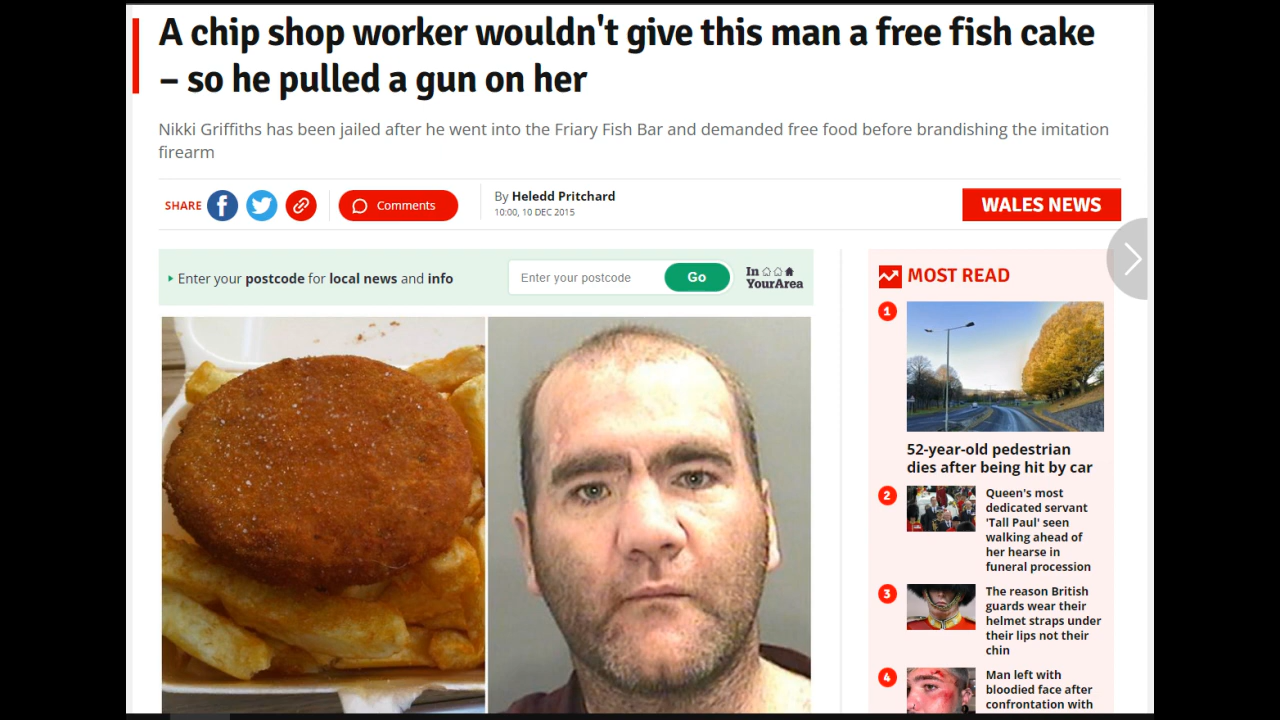 A chip shop worker wouldn't give this man a free fish cake
– so he pulled a gun on her
Nikki Griffiths has been jailed after he went into the Friary Fish Bar and demanded free food before brandishing the imitation
firearm
SHARE
Comments
By Heledd Pritchard
10:00, 10 DEC 2015
WALES NEWS
Enter your postcode for local news and info
Enter your postcode
Go
In
YourArea
MOST READ
1
52-year-old pedestrian
dies after being hit by car
2
Queen's most
dedicated servant
'Tall Paul' seen
walking ahead of
her hearse in
funeral procession
3
The reason British
guards wear their
helmet straps under
their lips not their
chin
4
Man left with
bloodied face after
confrontation with